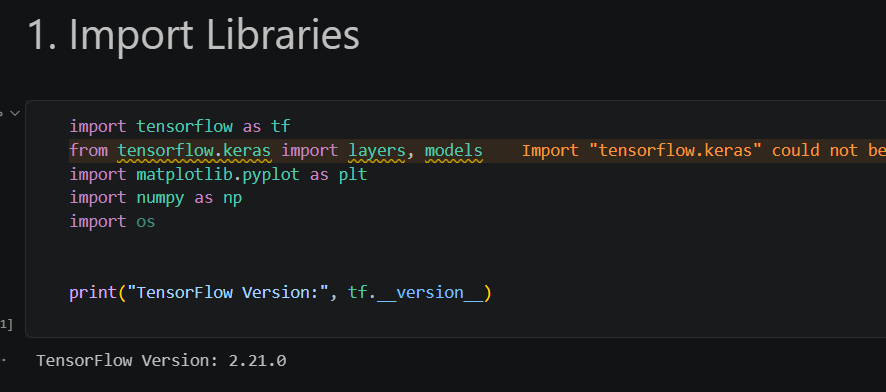 1. Import Libraries
import tensorflow as tf
from tensorflow.keras import layers, models Import "tensorflow.keras" could not be
import matplotlib.pyplot as plt
import numpy as np
import os
print("TensorFlow Version:", tf.__version__)
1]
TensorFlow Version: 2.21.0